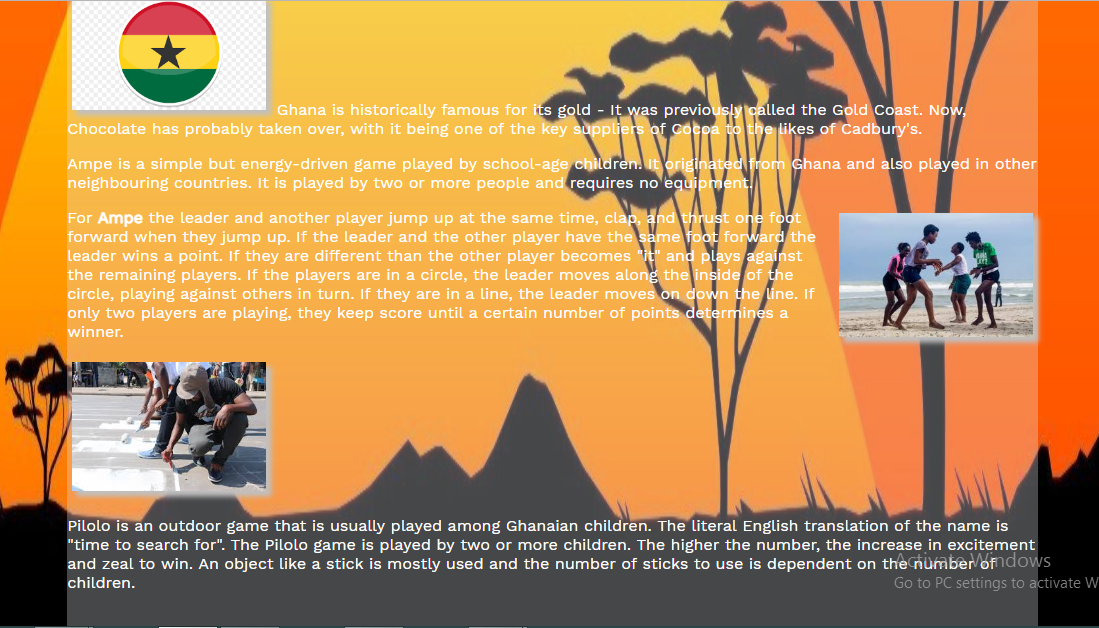 Ghana is historically famous for its gold - It was previously called the Gold Coast. Now,
Chocolate has probably taken over, with it being one of the key suppliers of Cocoa to the likes of Cadbury's.
Ampe is a simple but energy-driven game played by school-age children. It originated from Ghana and also played in other
neighbouring countries. It is played by two or more people and requires no equipment.
For Ampe the leader and another player jump up at the same time, clap, and thrust one foot
forward when they jump up. If the leader and the other player have the same foot forward the
leader wins a point. If they are different than the other player becomes "it" and plays against
the remaining players. If the players are in a circle, the leader moves along the inside of the
circle, playing against others in turn. If they are in a line, the leader moves on down the line. If
only two players are playing, they keep score until a certain number of points determines a
winner.
Pilolo is an outdoor game that is usually played among Ghanaian children. The literal English translation of the name is
"time to search for". The Pilolo game is played by two or more children. The higher the number, the increase in excitement
and zeal to win. An object like a stick is mostly used and the number of sticks to use is dependent on the number of
children.
Activate Windows
Go to PC settings to activate W